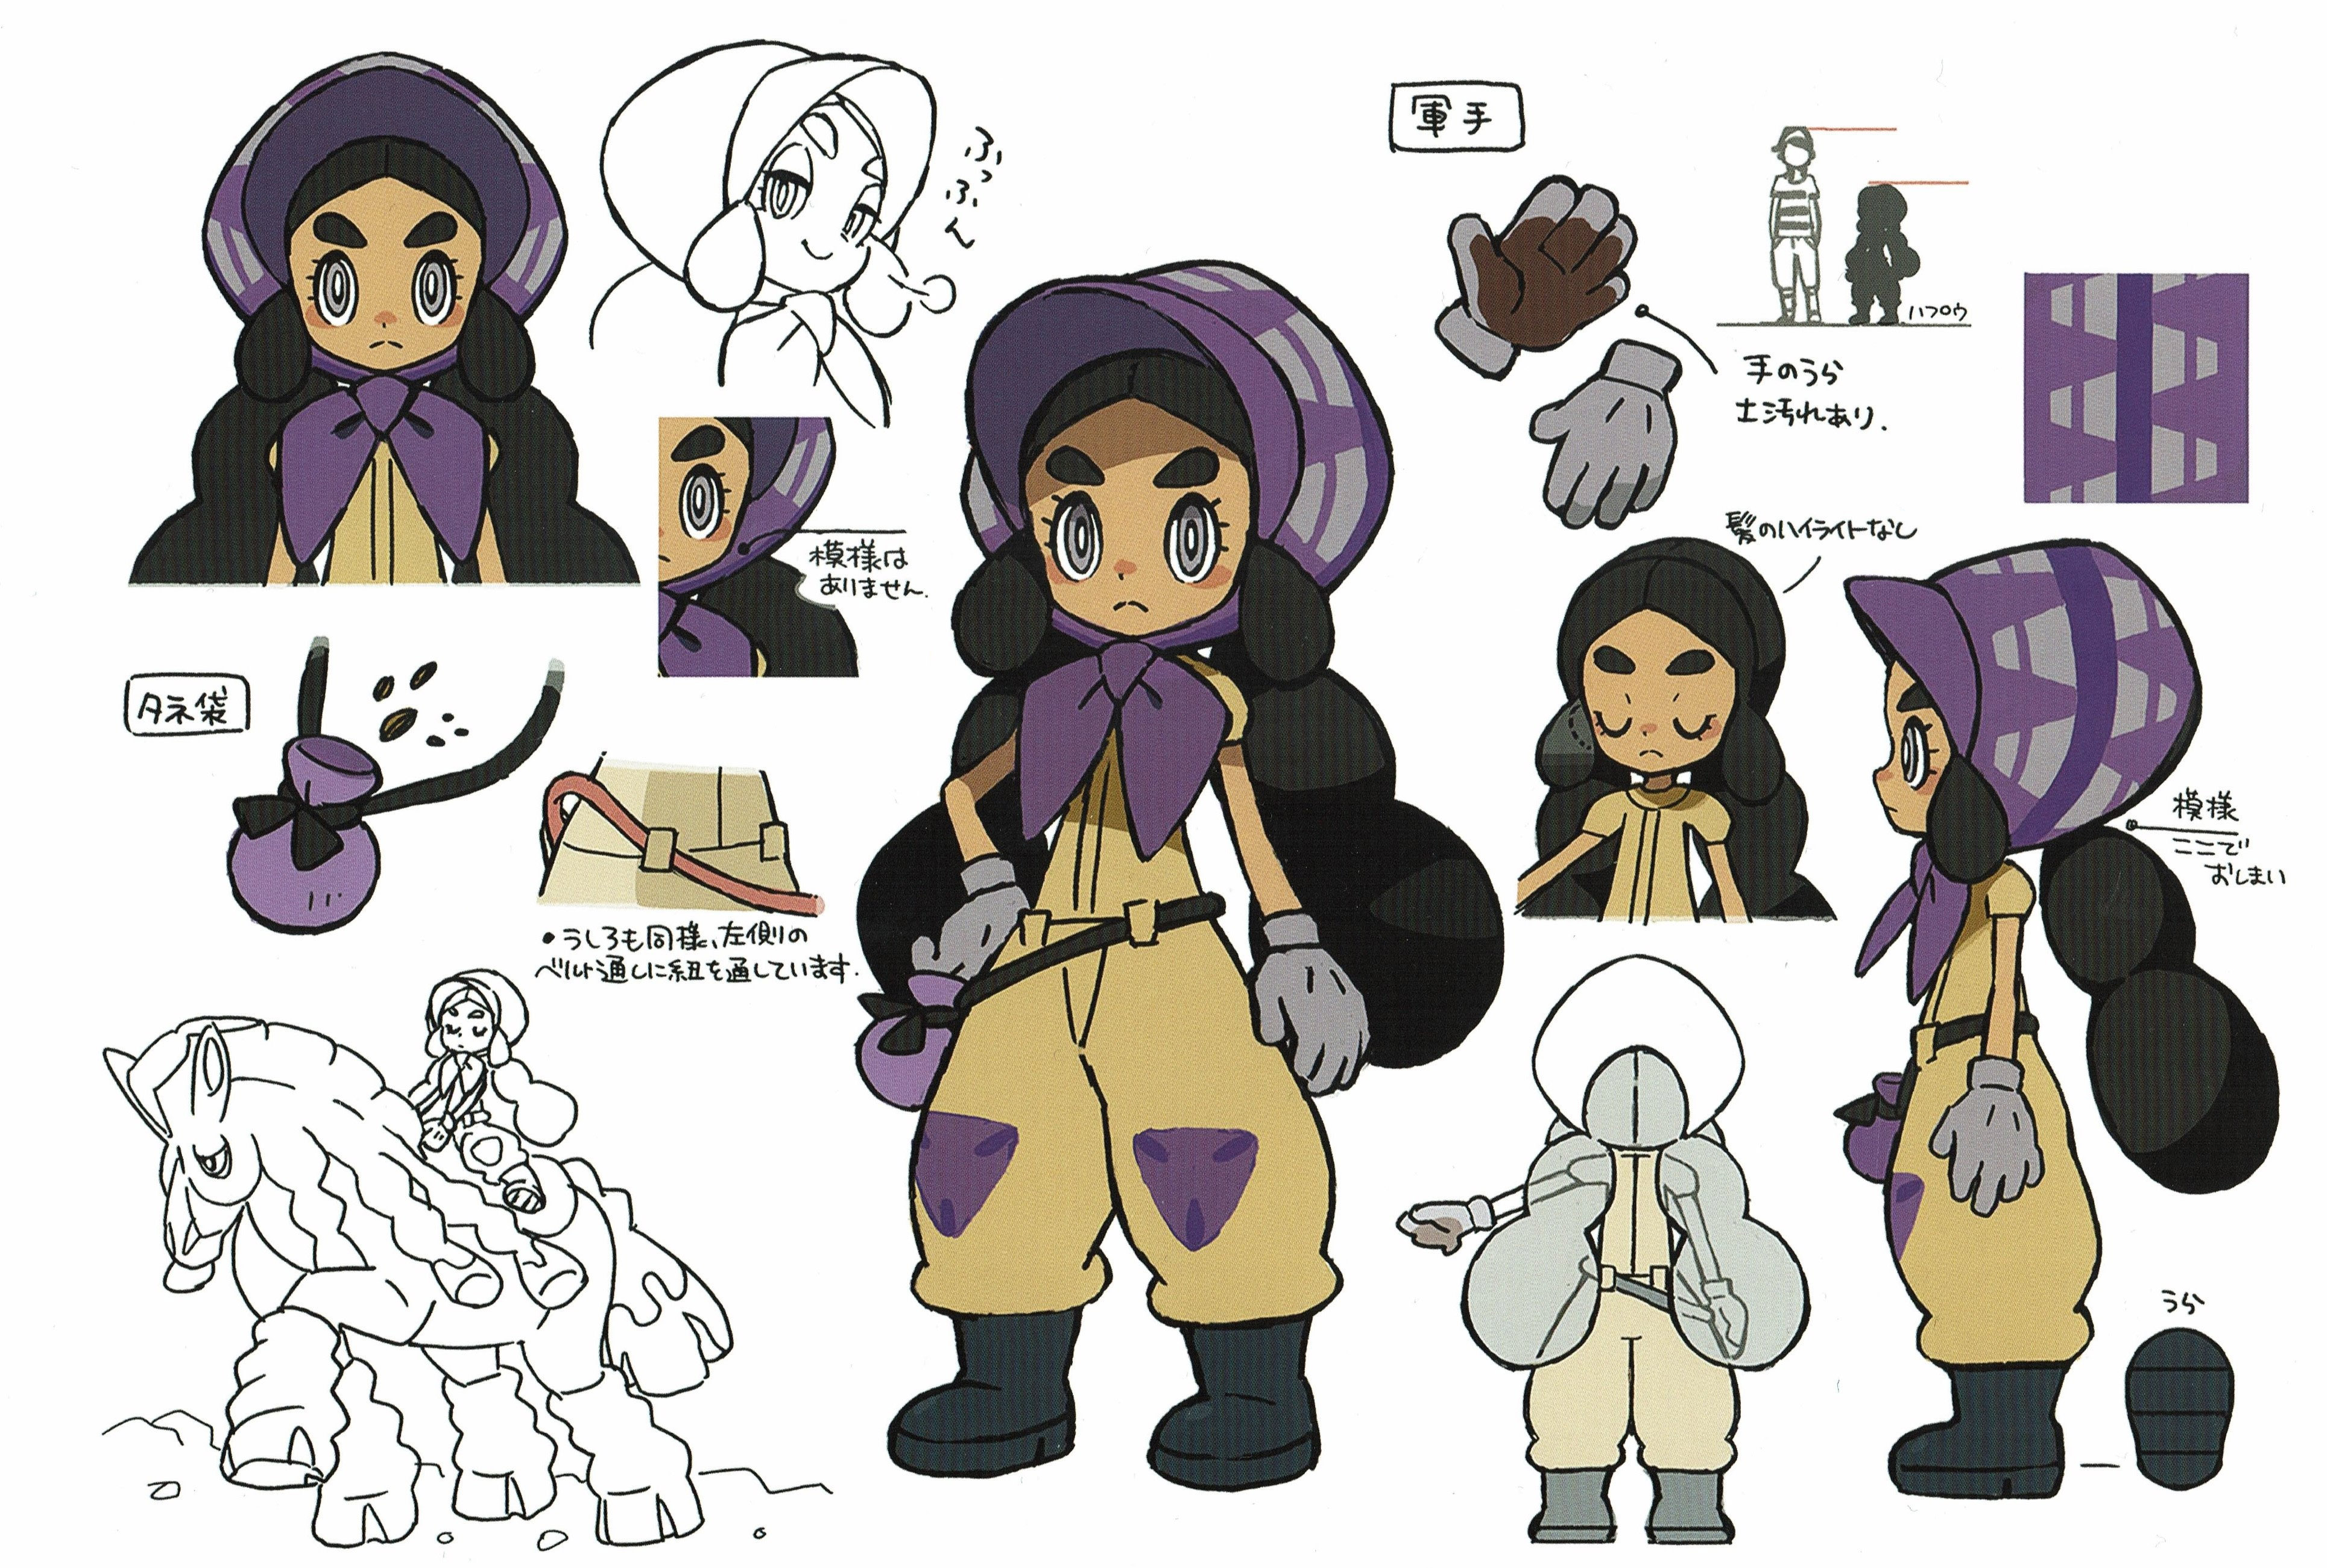 ふっふん
軍手
ハプウ
手のうら
土汚れあり.
模様は
ありません.
髪のハイライトなし
タネ袋
模様
ここで
おしまい
•うしろも同様、左側の
ベルト通しに紐を通しています.
うら